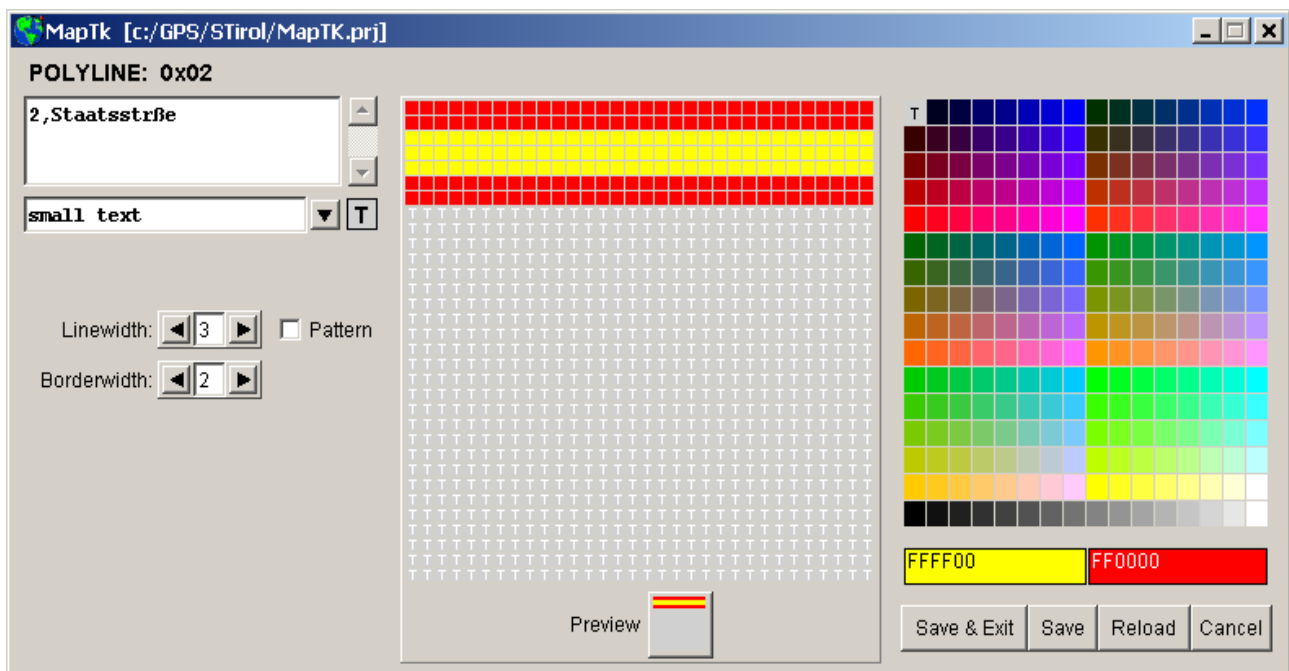 MapTk [c:/GPS/STirol/MapTK.prj]
POLYLINE: 0x02
2,Staatsstrße
small text
T
Linewidth: 3
Pattern
Borderwidth: 2
T
T T T T T T T T T T T T T T T T T T T T T T T T T T T T T T T T
Preview
FFFF00
FF0000
Save & Exit
Save
Reload
Cancel